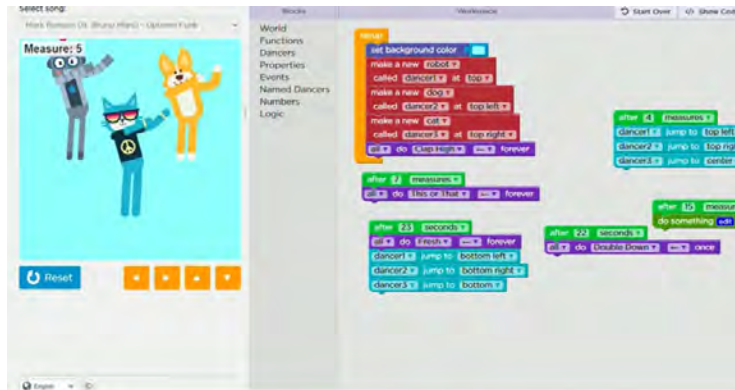 Select song:
Mark Ronson (ft. Bruno Mars) - Uptown Funk
Measure: 5
Reset
English
Blocks
World
Functions
Dancers
Properties
Events
Named Dancers
Numbers
Logic
Workspace
Start Over
</> Show Code
setup
set background color
make a new robot
called dancer1 at top
make a new dog
called dancer2 at top left
make a new cat
called dancer3 at top right
all do Clap High forever
after 7 measures
all do This or That forever
after 23 seconds
all do Fresh forever
dancer1 jump to bottom left
dancer2 jump to bottom right
dancer3 jump to bottom
after 4 measures
dancer1 jump to top left
dancer2 jump to top righ
dancer3 jump to center
after 15 measur
do something edit
after 22 seconds
all do Double Down once